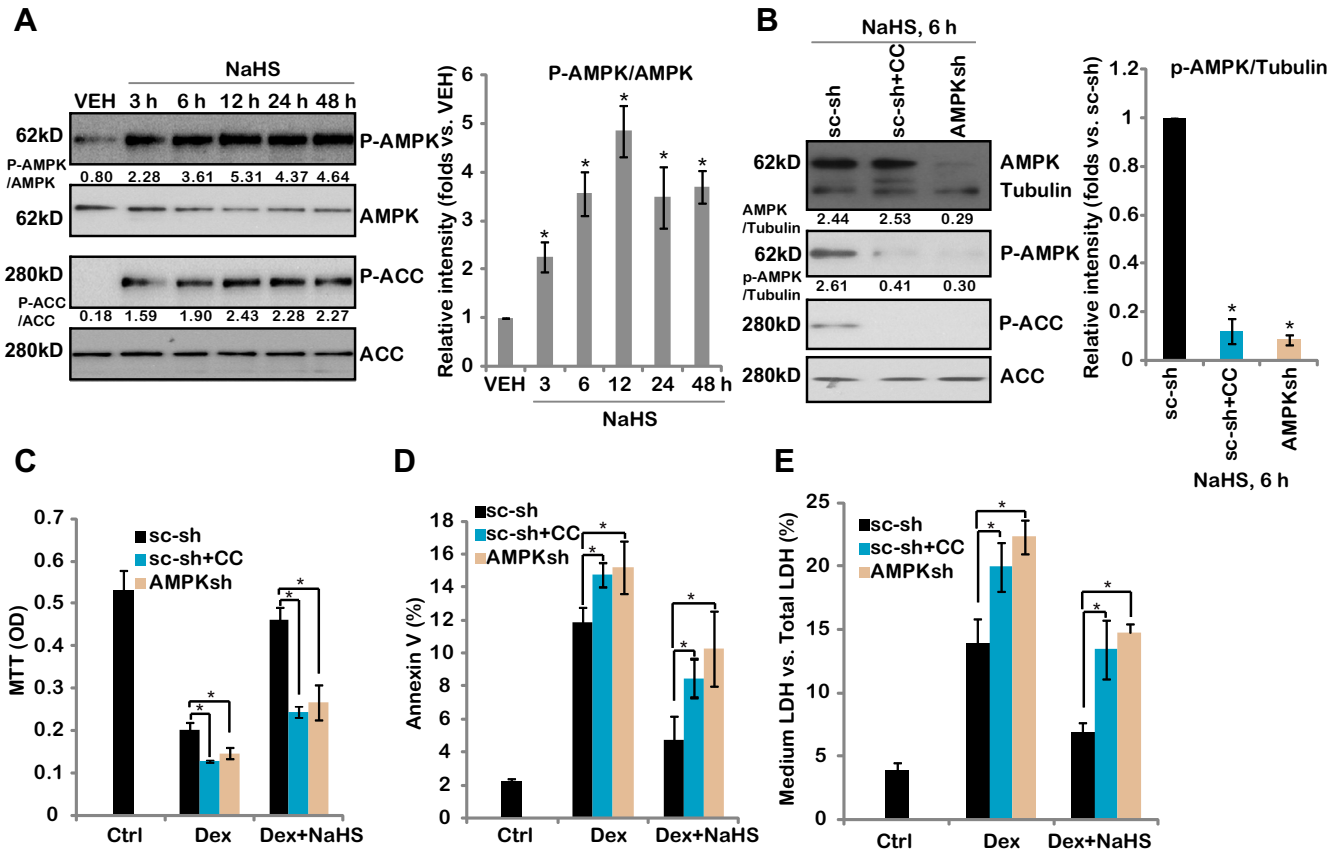 A
NaHS
VEH 3 h 6 h 12 h 24 h 48 h
62kD P-AMPK
P-AMPK
/AMPK 0.80 2.28 3.61 5.31 4.37 4.64
62kD AMPK
280kD P-ACC
P-ACC
/ACC 0.18 1.59 1.90 2.43 2.28 2.27
280kD ACC
P-AMPK/AMPK
Relative intensity (folds vs. VEH)
6
5
4
3
2
1
0
* * * * *
VEH 3 6 12 24 48 h
NaHS
B
NaHS, 6 h
sc-sh sc-sh+CC AMPKsh
62kD AMPK
Tubulin
AMPK
/Tubulin 2.44 2.53 0.29
62kD P-AMPK
p-AMPK
/Tubulin 2.61 0.41 0.30
280kD P-ACC
280kD ACC
p-AMPK/Tubulin
Relative intensity (folds vs. sc-sh)
1.2
1
0.8
0.6
0.4
0.2
0
* *
sc-sh sc-sh+CC AMPKsh
NaHS, 6 h
C
MTT (OD)
0.7
0.6
0.5
0.4
0.3
0.2
0.1
0
sc-sh
sc-sh+CC
AMPKsh
* * * *
Ctrl Dex Dex+NaHS
D
Annexin V (%)
18
16
14
12
10
8
6
4
2
0
sc-sh
sc-sh+CC
AMPKsh
* * * *
Ctrl Dex Dex+NaHS
E
Medium LDH vs. Total LDH (%)
25
20
15
10
5
0
sc-sh
sc-sh+CC
AMPKsh
* * * *
Ctrl Dex Dex+NaHS